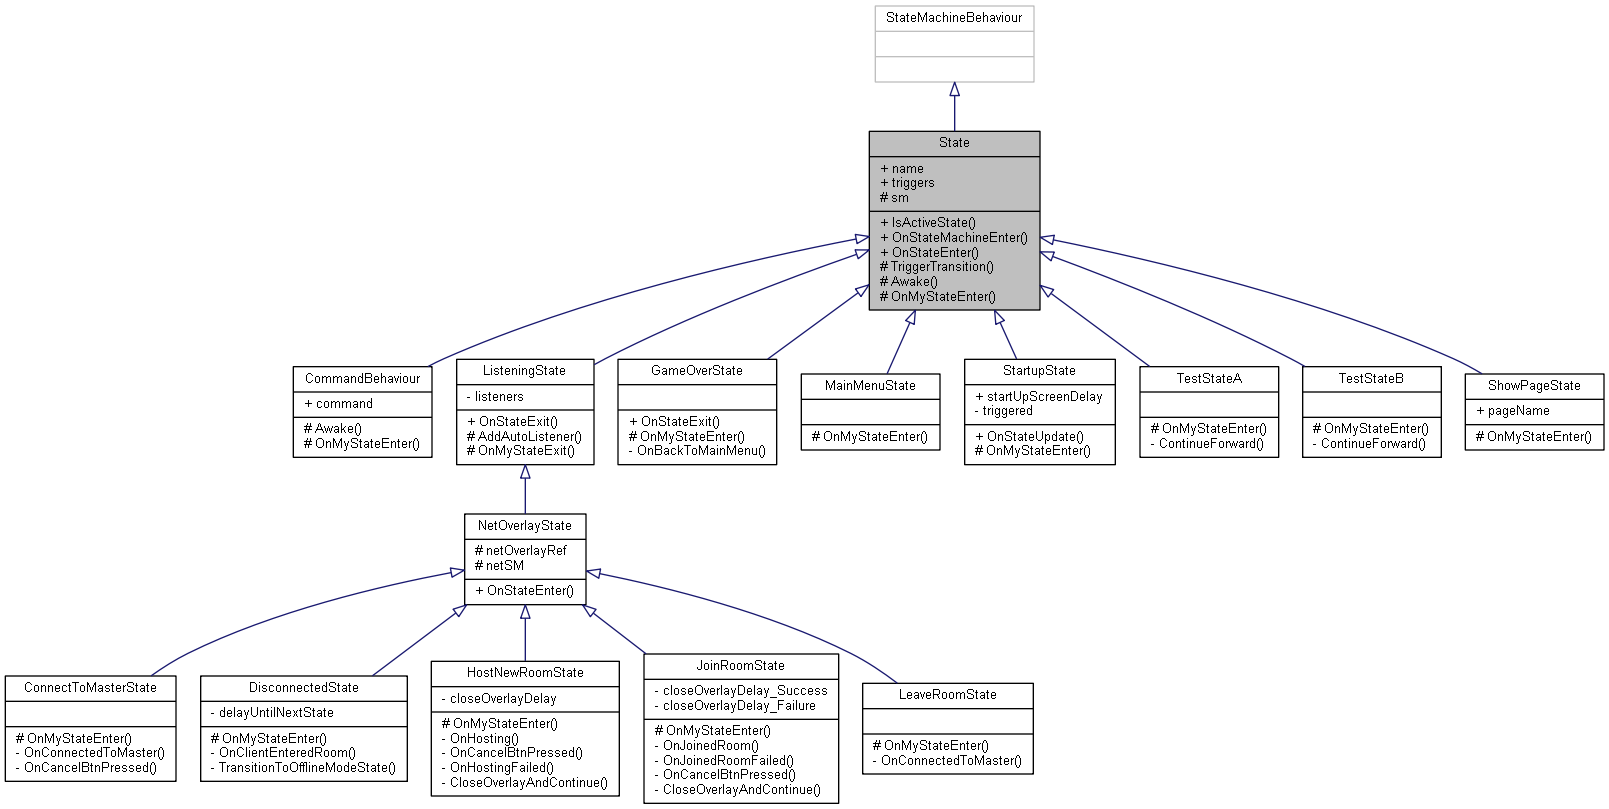 StateMachineBehaviour
State
+ name
+ triggers
# sm
+ IsActiveState()
+ OnStateMachineEnter()
+ OnStateEnter()
# TriggerTransition()
# Awake()
# OnMyStateEnter()
CommandBehaviour
+ command
# Awake()
# OnMyStateEnter()
ListeningState
- listeners
+ OnStateExit()
# AddAutoListener()
# OnMyStateExit()
GameOverState
+ OnStateExit()
# OnMyStateEnter()
- OnBackToMainMenu()
MainMenuState
# OnMyStateEnter()
StartupState
+ startUpScreenDelay
- triggered
+ OnStateUpdate()
# OnMyStateEnter()
TestStateA
# OnMyStateEnter()
- ContinueForward()
TestStateB
# OnMyStateEnter()
- ContinueForward()
ShowPageState
+ pageName
# OnMyStateEnter()
NetOverlayState
# netOverlayRef
# netSM
+ OnStateEnter()
ConnectToMasterState
# OnMyStateEnter()
- OnConnectedToMaster()
- OnCancelBtnPressed()
DisconnectedState
- delayUntilNextState
# OnMyStateEnter()
- OnClientEnteredRoom()
- TransitionToOfflineModeState()
HostNewRoomState
- closeOverlayDelay
# OnMyStateEnter()
- OnHosting()
- OnCancelBtnPressed()
- OnHostingFailed()
- CloseOverlayAndContinue()
JoinRoomState
- closeOverlayDelay_Success
- closeOverlayDelay_Failure
# OnMyStateEnter()
- OnJoinedRoom()
- OnJoinedRoomFailed()
- OnCancelBtnPressed()
- CloseOverlayAndContinue()
LeaveRoomState
# OnMyStateEnter()
- OnConnectedToMaster()